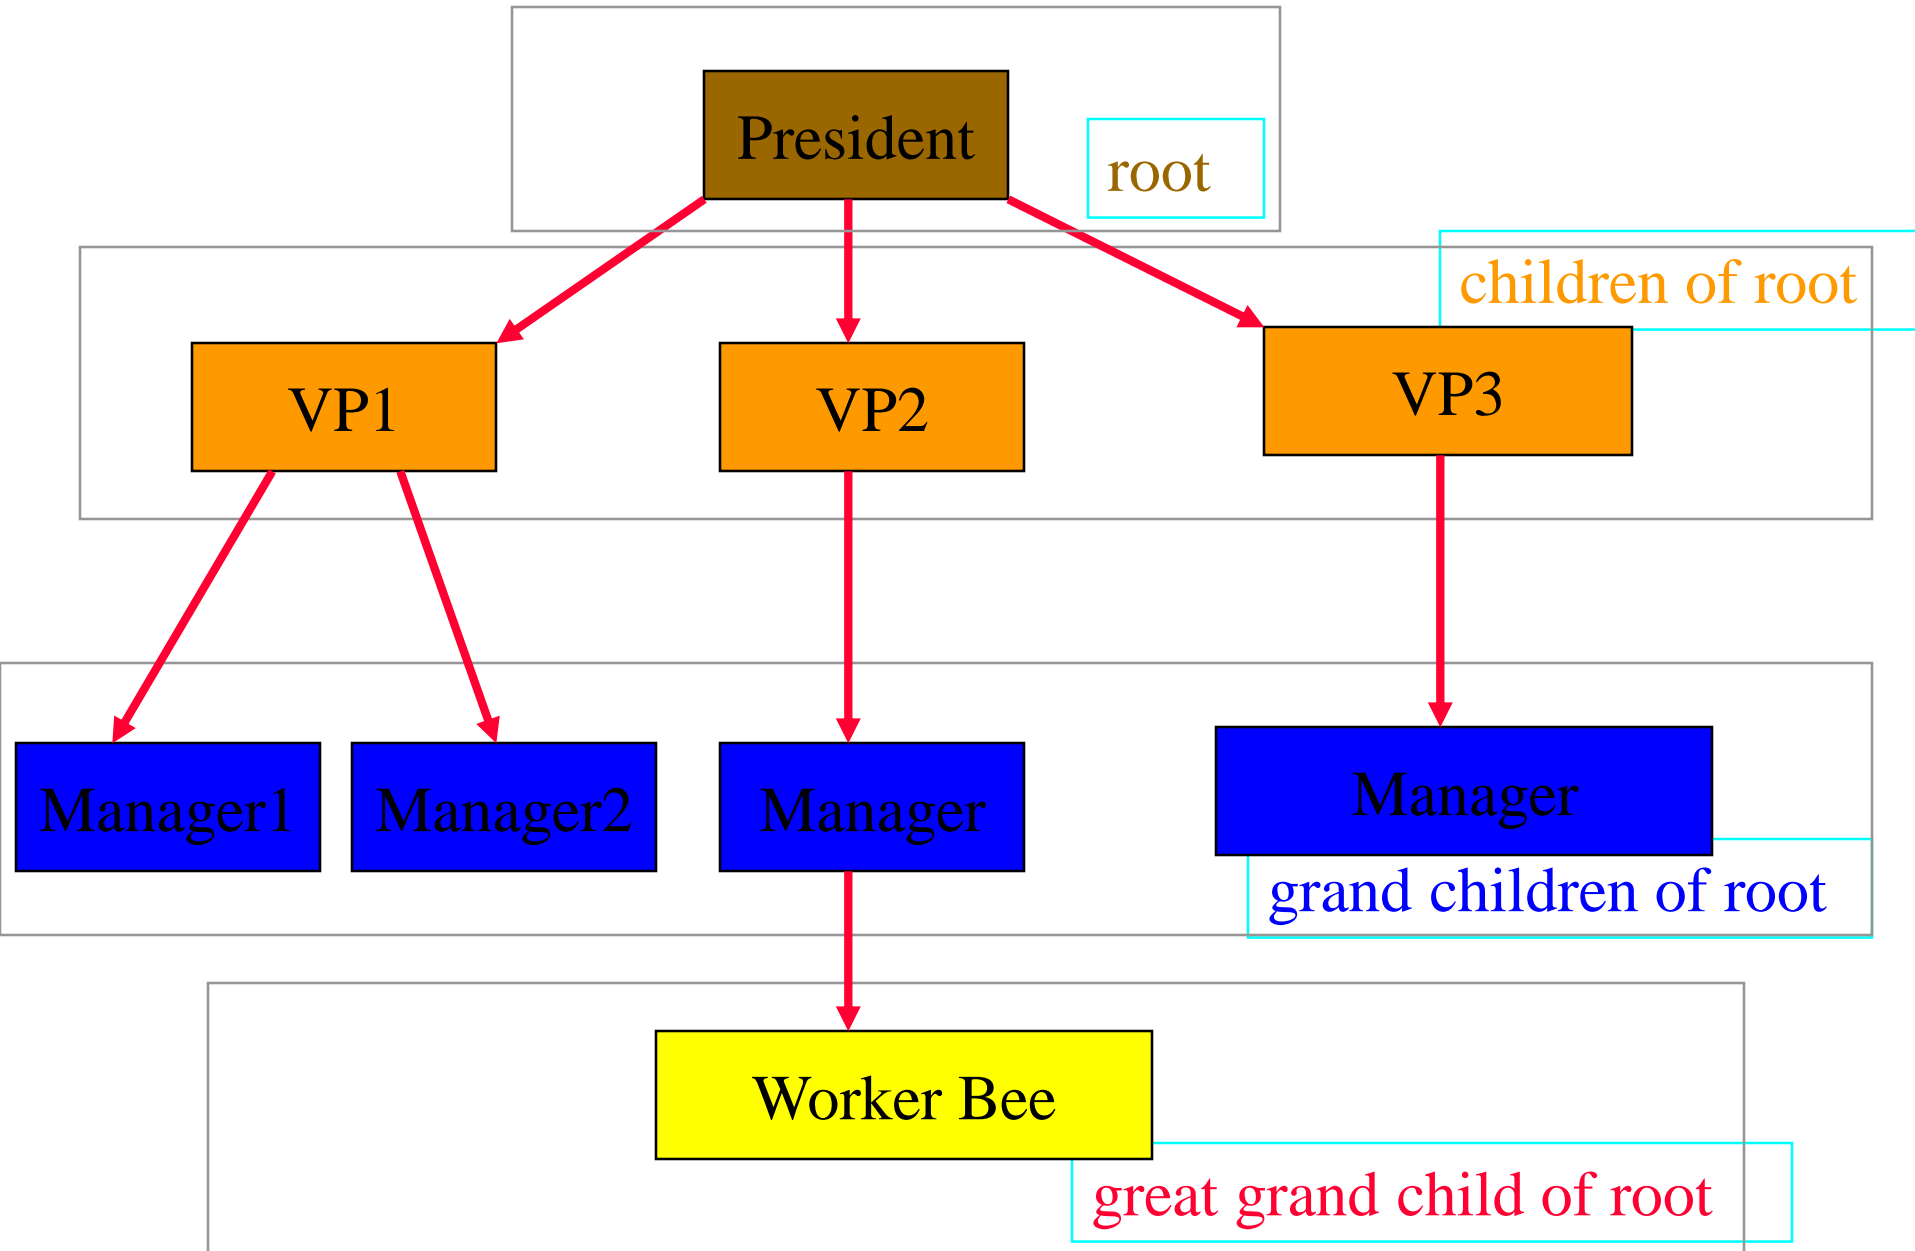 President
root
children of root
VP1
VP2
VP3
Manager1
Manager2
Manager
Manager
grand children of root
Worker Bee
great grand child of root